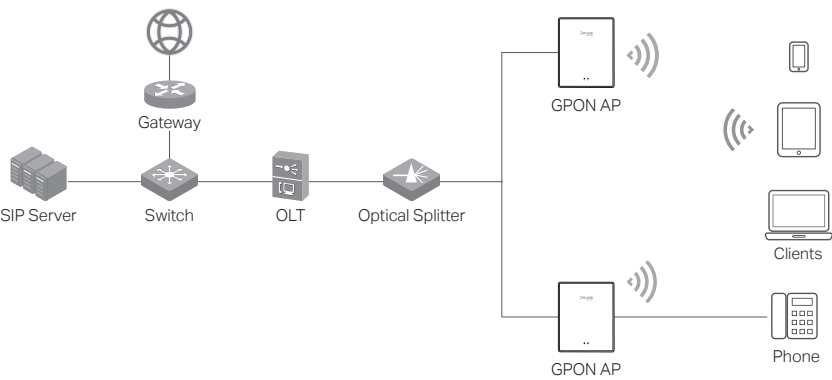 GPON AP
Gateway
SIP Server
Switch
OLT
Optical Splitter
Clients
GPON AP
Phone